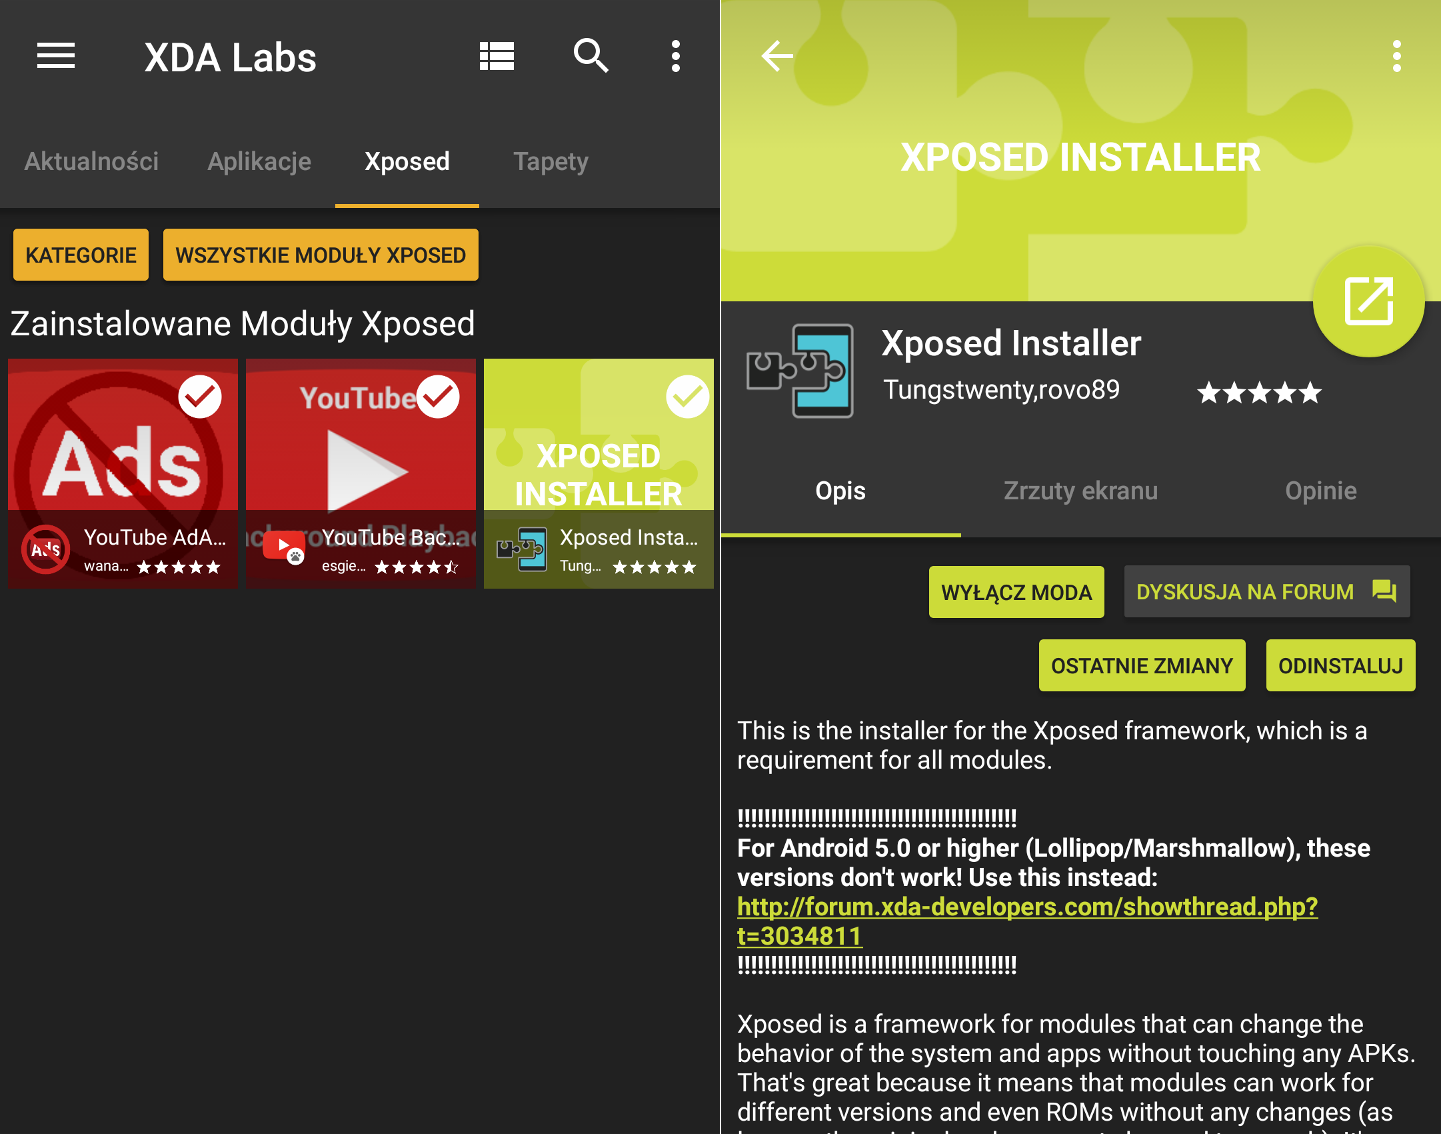 XDA Labs
Aktualności Aplikacje Xposed Tapety
KATEGORIE WSZYSTKIE MODUŁY XPOSED
Zainstalowane Moduły Xposed
Ads
YouTube AdA...
wana...
YouTube
Background Playbac
YouTube Bac...
esgie...
XPOSED
INSTALLER
Xposed Insta...
Tung...
XPOSED INSTALLER
Xposed Installer
Tungstwenty,rovo89
Opis Zrzuty ekranu Opinie
WYŁĄCZ MODA DYSKUSJA NA FORUM
OSTATNIE ZMIANY ODINSTALUJ
This is the installer for the Xposed framework, which is a
requirement for all modules.
!!!!!!!!!!!!!!!!!!!!!!!!!!!!!!!!!!!!!!!!!!
For Android 5.0 or higher (Lollipop/Marshmallow), these
versions don't work! Use this instead:
http://forum.xda-developers.com/showthread.php?
t=3034811
!!!!!!!!!!!!!!!!!!!!!!!!!!!!!!!!!!!!!!!!!!
Xposed is a framework for modules that can change the
behavior of the system and apps without touching any APKs.
That's great because it means that modules can work for
different versions and even ROMs without any changes (as